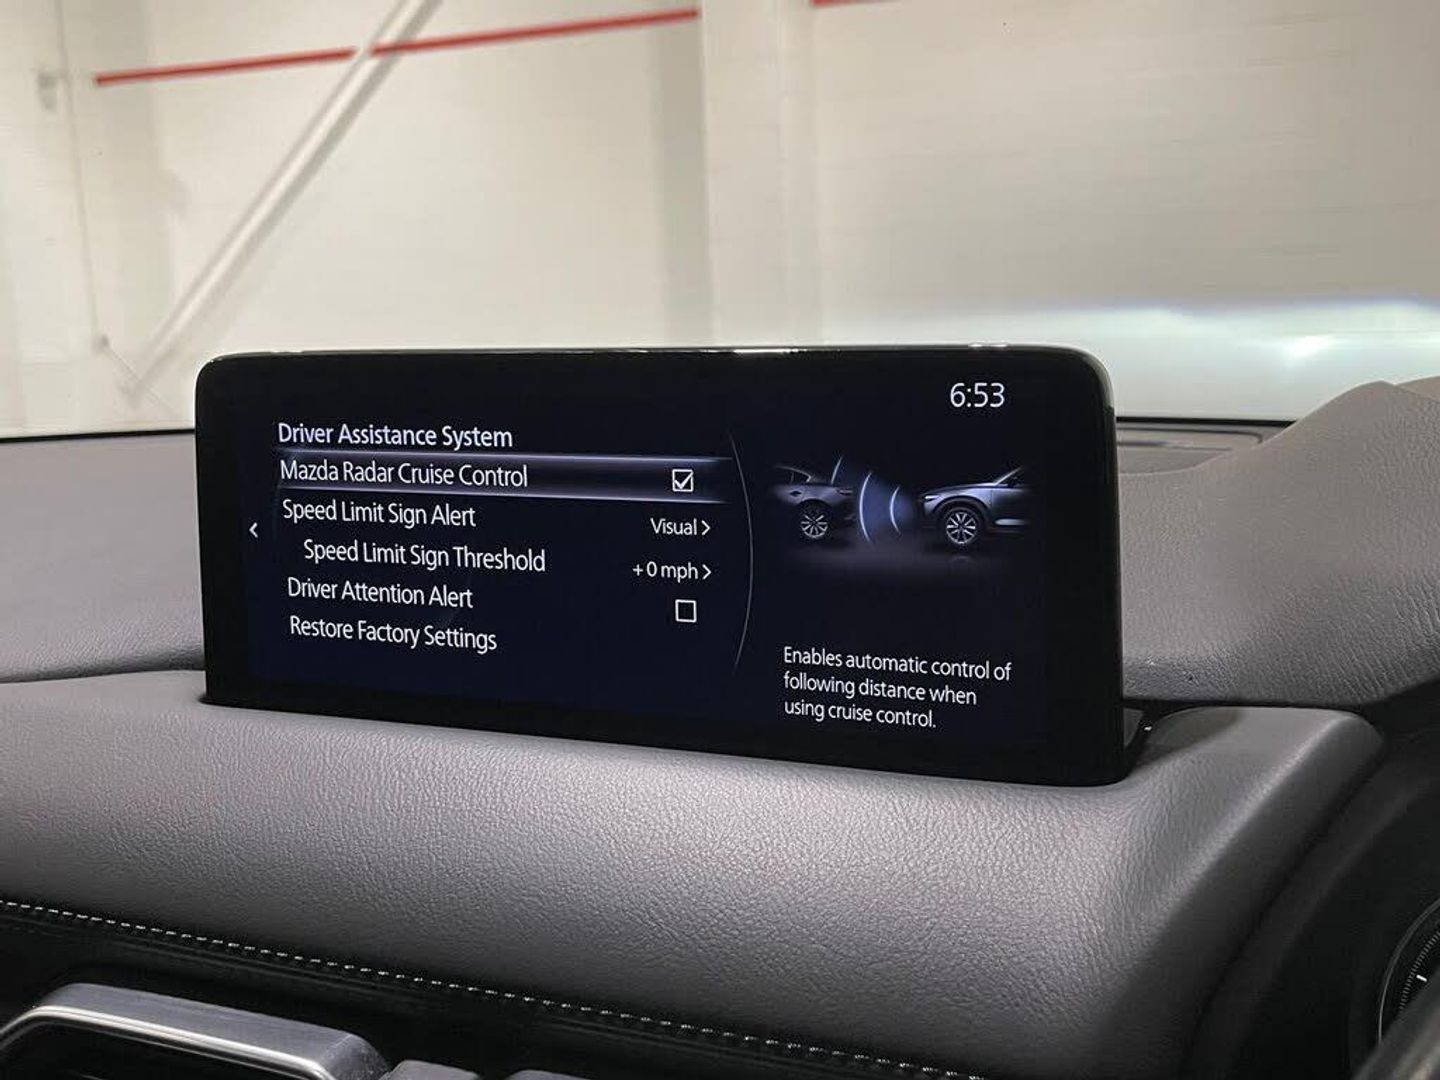 6:53
Driver Assistance System
Mazda Radar Cruise Control
Speed Limit Sign Alert Visual >
Speed Limit Sign Threshold +0 mph >
Driver Attention Alert
Restore Factory Settings
Enables automatic control of
following distance when
using cruise control.